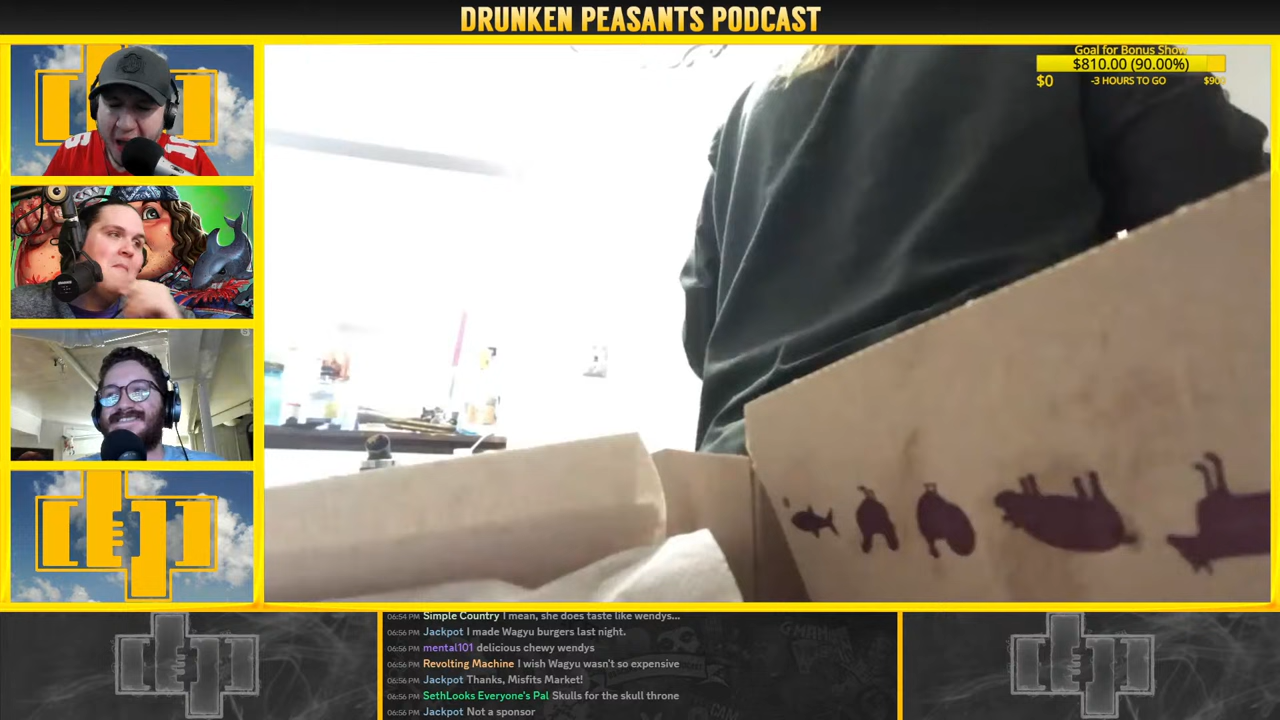 DRUNKEN PEASANTS PODCAST
Goal for Bonus Show
$810.00 (90.00%)
$0 -3 HOURS TO GO $900
06:54 PM Simple Country I mean, she does taste like wendys...
06:56 PM Jackpot I made Wagyu burgers last night.
06:56 PM mental101 delicious chewy wendys
06:56 PM Revolting Machine I wish Wagyu wasn't so expensive
06:56 PM Jackpot Thanks, Misfits Market!
06:56 PM SethLooks Everyone's Pal Skulls for the skull throne
06:56 PM Jackpot Not a sponsor